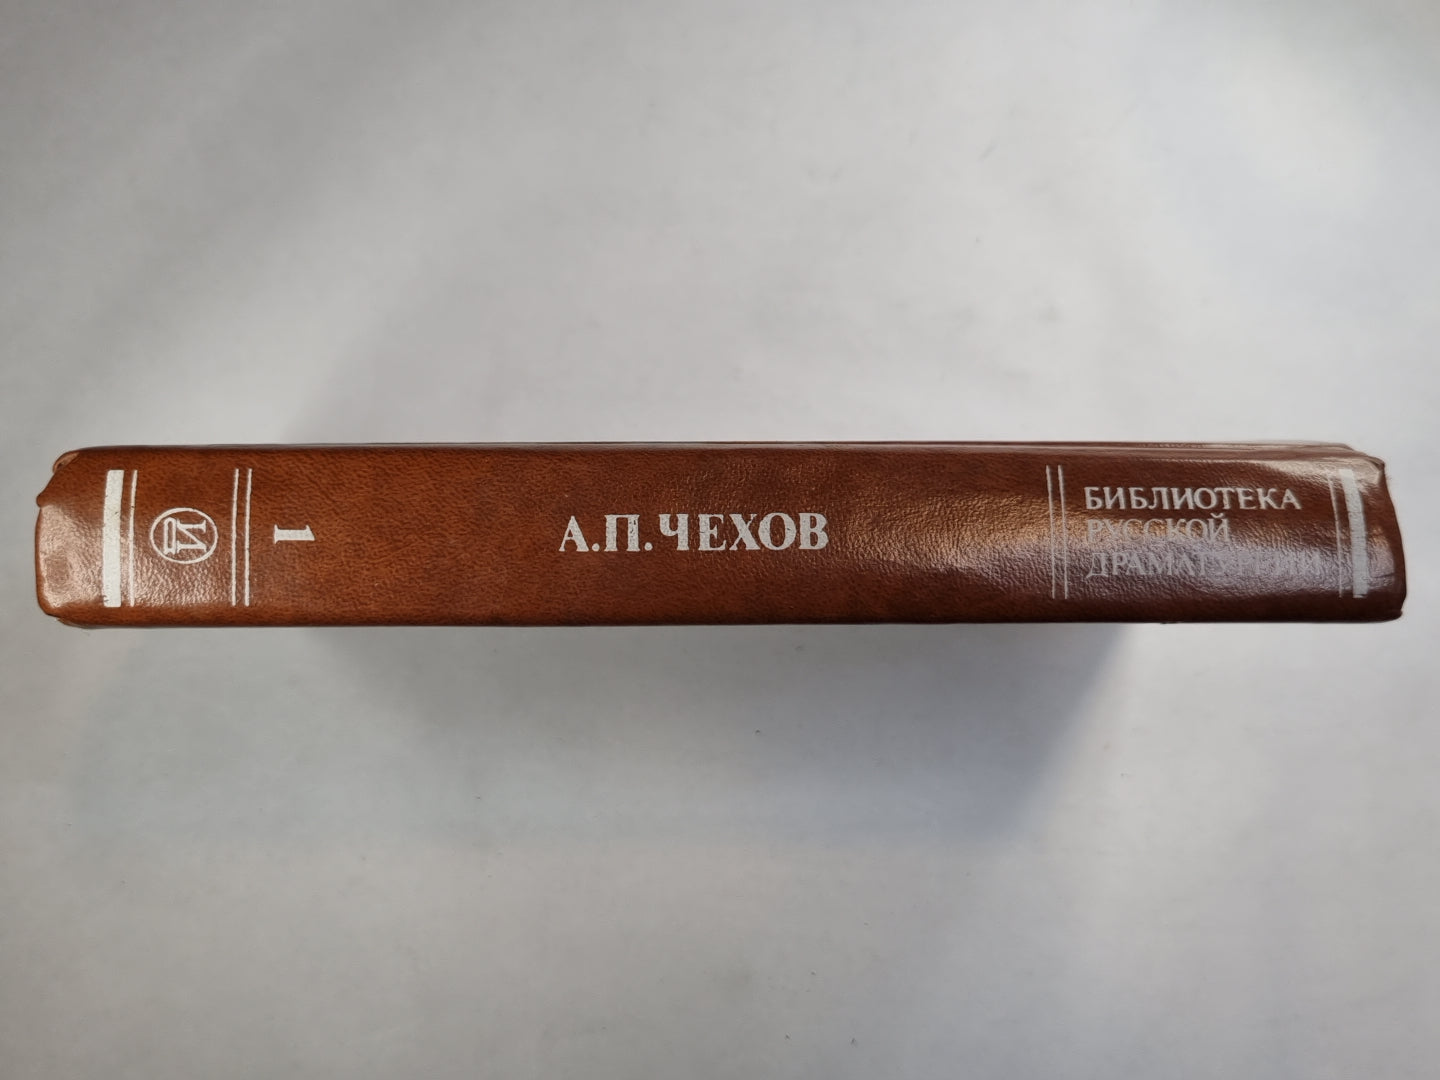 И
1
А.П.ЧЕХОВ
БИБЛИОТЕКА
РУССКОЙ
ДРАМАТУРГИИ